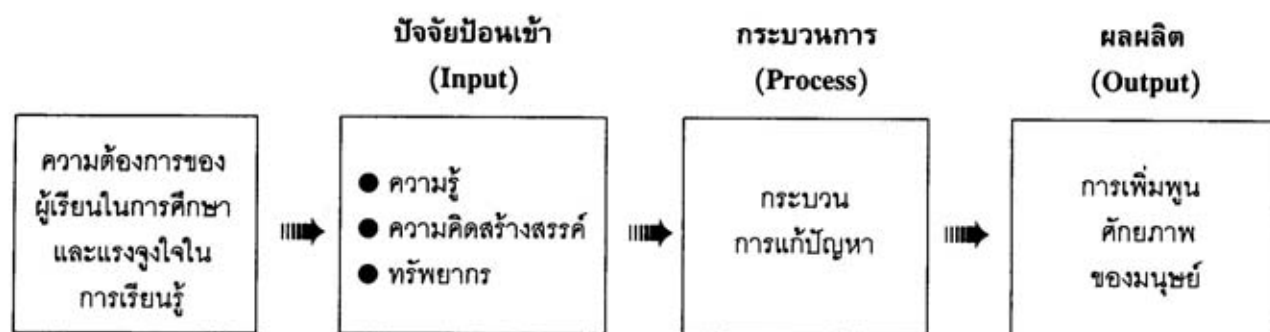 ปัจจัยป้อนเข้า
(Input)
กระบวนการ
(Process)
ผลผลิต
(Output)
ความต้องการของ
ผู้เรียนในการศึกษา
และแรงจูงใจใน
การเรียนรู้
● ความรู้
● ความคิดสร้างสรรค์
● ทรัพยากร
กระบวน
การแก้ปัญหา
การเพิ่มพูน
ศักยภาพ
ของมนุษย์